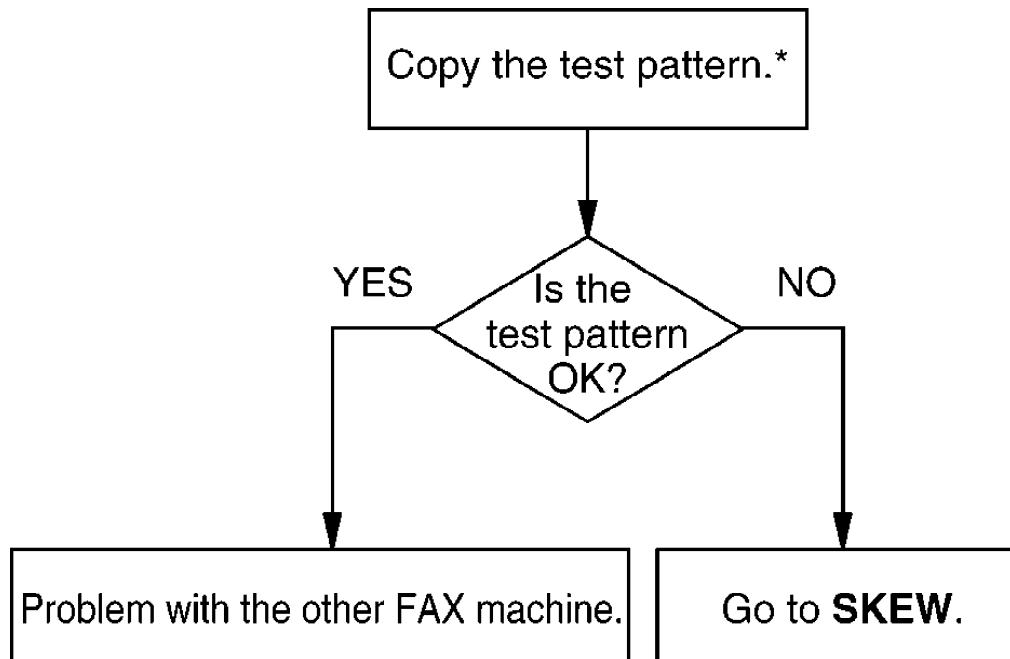 Copy the test pattern.*
YES
NO
Is the
test pattern
OK?
Problem with the other FAX machine.
Go to SKEW.